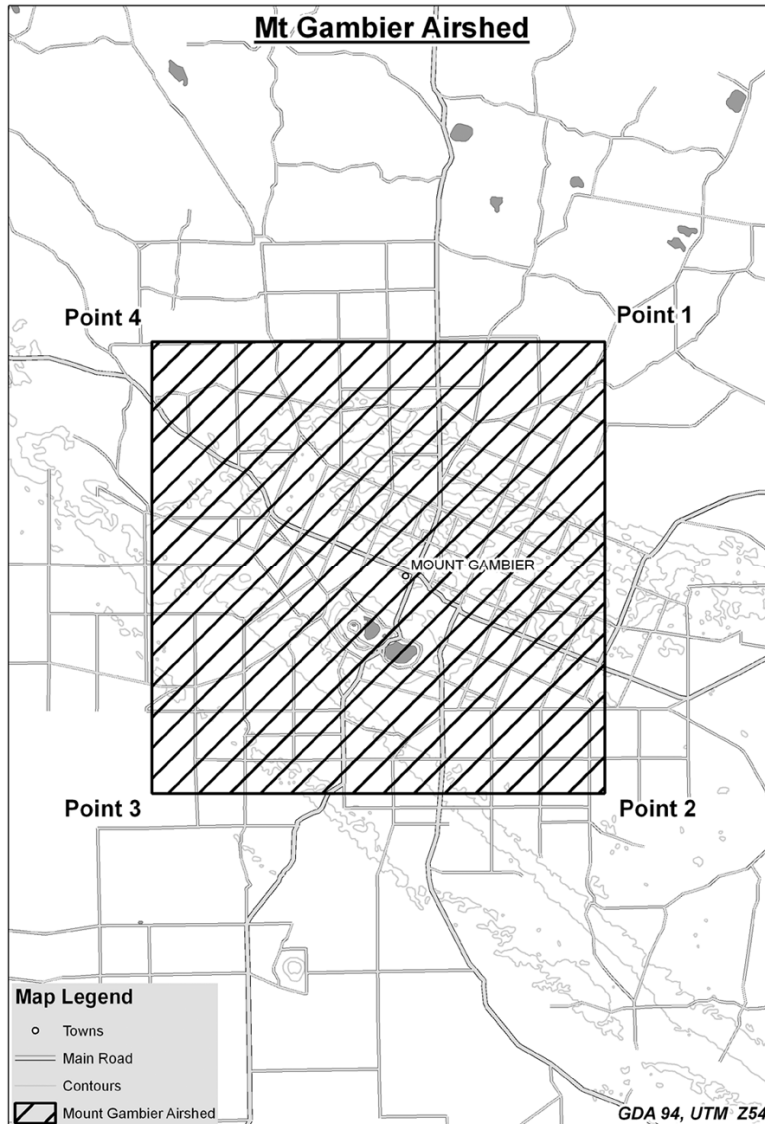 Mt Gambier Airshed
Point 4
Point 1
MOUNT GAMBIER
Point 3
Point 2
Map Legend
Towns
Main Road
Contours
Mount Gambier Airshed
GDA 94, UTM Z54